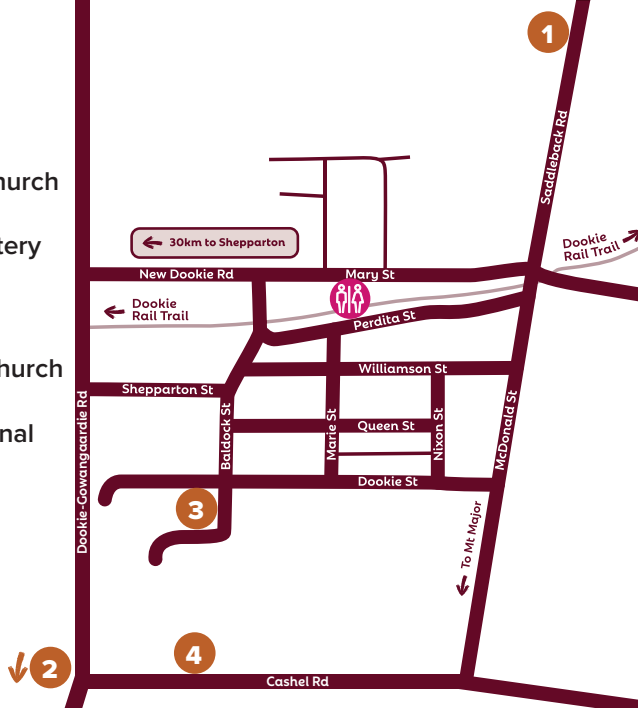 1
Saddleback Rd
hurch
tery
30km to Shepparton
Dookie
Rail Trail
New Dookie Rd
Mary St
Dookie
Rail Trail
Perdita St
hurch
Williamson St
Shepparton St
nal
Dookie-Gowangaardie Rd
Baldock St
Marie St
Queen St
Nixon St
McDonald St
Dookie St
3
To Mt Major
2
4
Cashel Rd